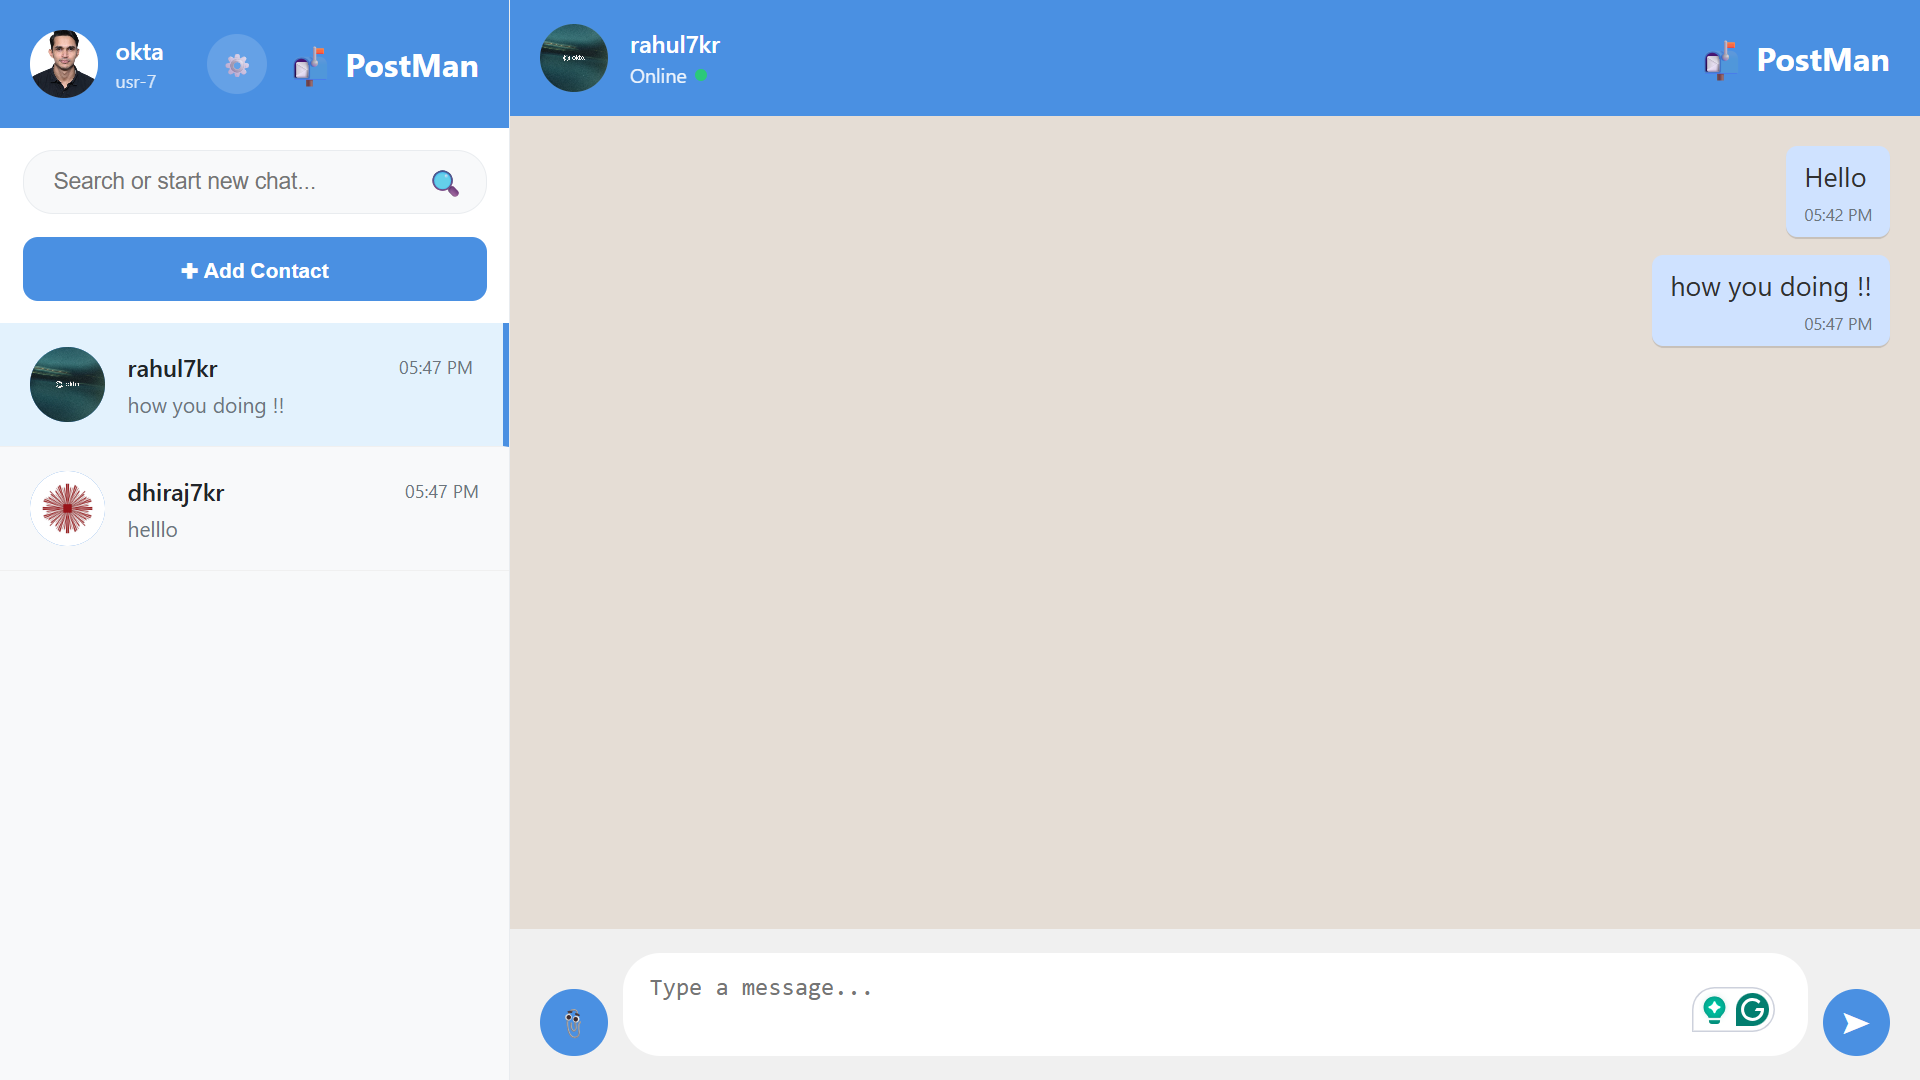 okta
usr-7
PostMan
Search or start new chat...
Add Contact
rahul7kr
05:47 PM
how you doing !!
dhiraj7kr
05:47 PM
helllo
rahul7kr
Online
PostMan
Hello
05:42 PM
how you doing !!
05:47 PM
Type a message...